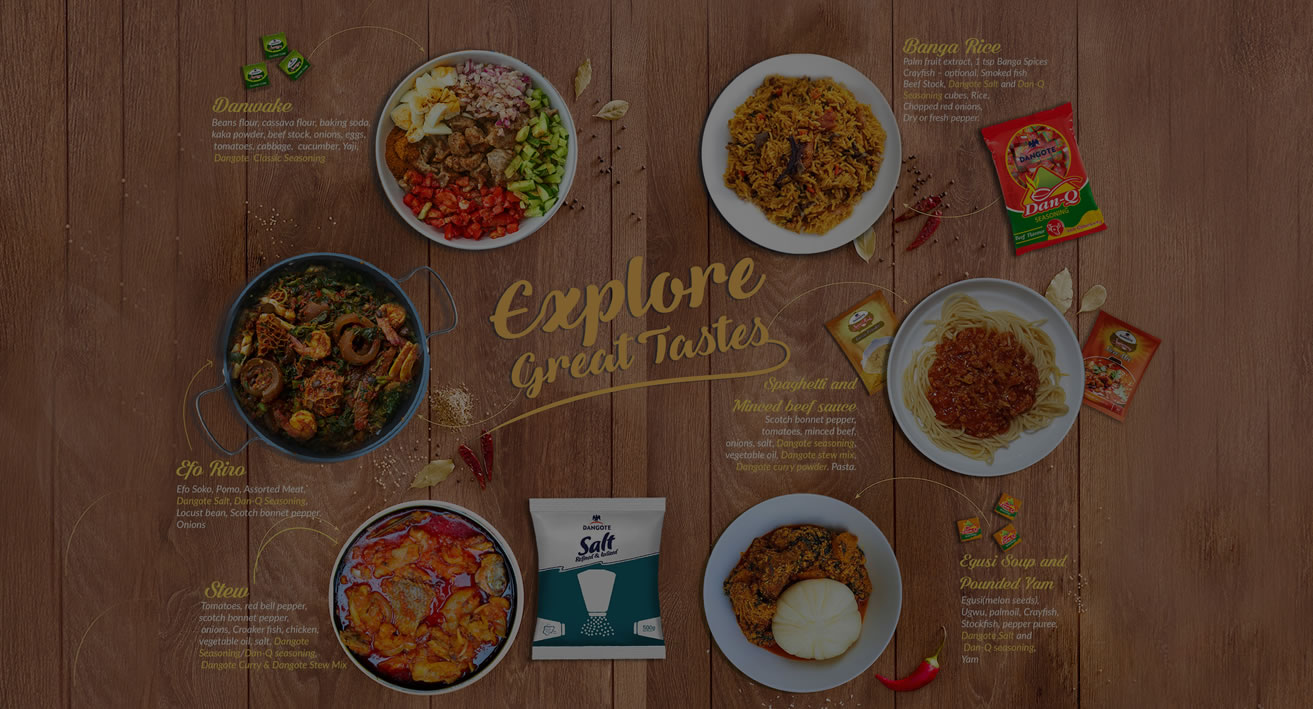 Danwake
Beans flour, cassava flour, baking soda,
kaka powder, beef stock, onions, eggs,
tomatoes, cabbage, cucumber, Yaji,
Dangote Classic Seasoning
Banga Rice
Palm fruit extract, 1 tsp Banga Spices
Crayfish – optional, Smoked fish
Beef Stock, Dangote Salt and Dan-Q
Seasoning cubes, Rice,
Chopped red onions,
Dry or fresh pepper.
DANGOTE
Dan-Q
SEASONING
Beef Flavour
Explore
Great Tastes
Spaghetti and
Minced beef sauce
Scotch bonnet pepper,
tomatoes, minced beef,
onions, salt, Dangote seasoning,
vegetable oil, Dangote stew mix,
Dangote curry powder, Pasta.
Efo Riro
Efo Soko, Pomo, Assorted Meat,
Dangote Salt, Dan-Q Seasoning,
Locust bean, Scotch bonnet pepper,
Onions
Stew
Tomatoes, red bell pepper,
scotch bonnet pepper,
onions, Croaker fish, chicken,
vegetable oil, salt, Dangote
Seasoning/Dan-Q seasoning,
Dangote Curry & Dangote Stew Mix
DANGOTE
Salt
Refined & Iodised
500g
Egusi Soup and
Pounded Yam
Egusi(melon seeds),
Ugwu, palmoil, Crayfish,
Stockfish, pepper puree,
Dangote Salt and
Dan-Q seasoning,
Yam